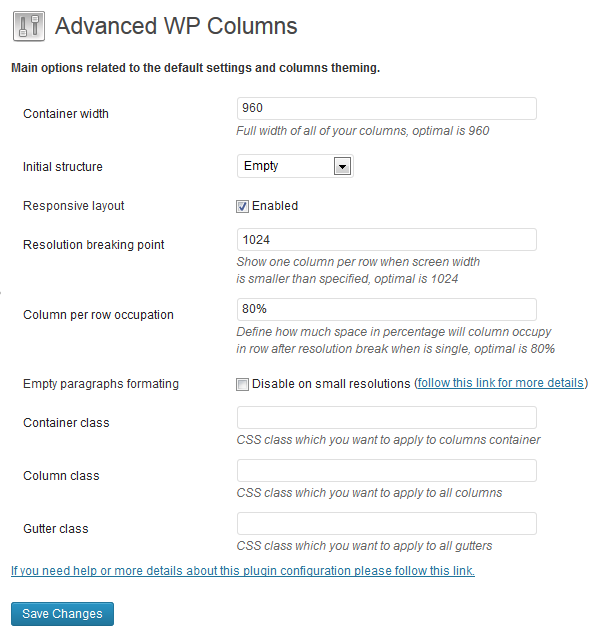 Advanced WP Columns
Main options related to the default settings and columns theming.
Container width
960
Full width of all of your columns, optimal is 960
Initial structure
Empty
Responsive layout
Enabled
Resolution breaking point
1024
Show one column per row when screen width
is smaller than specified, optimal is 1024
Column per row occupation
80%
Define how much space in percentage will column occupy
in row after resolution break when is single, optimal is 80%
Empty paragraphs formating
Disable on small resolutions (follow this link for more details)
Container class
CSS class which you want to apply to columns container
Column class
CSS class which you want to apply to all columns
Gutter class
CSS class which you want to apply to all gutters
If you need help or more details about this plugin configuration please follow this link.
Save Changes